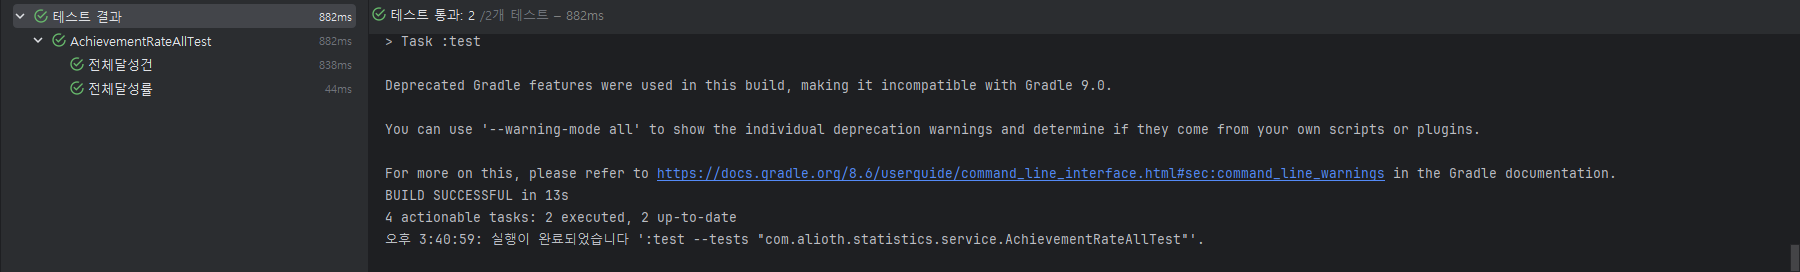 테스트 결과 882ms
AchievementRateAllTest 882ms
전체달성건 838ms
전체달성률 44ms
테스트 통과: 2 /2개 테스트 – 882ms
> Task :test
Deprecated Gradle features were used in this build, making it incompatible with Gradle 9.0.
You can use '--warning-mode all' to show the individual deprecation warnings and determine if they come from your own scripts or plugins.
For more on this, please refer to https://docs.gradle.org/8.6/userguide/command_line_interface.html#sec:command_line_warnings in the Gradle documentation.
BUILD SUCCESSFUL in 13s
4 actionable tasks: 2 executed, 2 up-to-date
오후 3:40:59: 실행이 완료되었습니다 ':test --tests "com.alioth.statistics.service.AchievementRateAllTest"'.